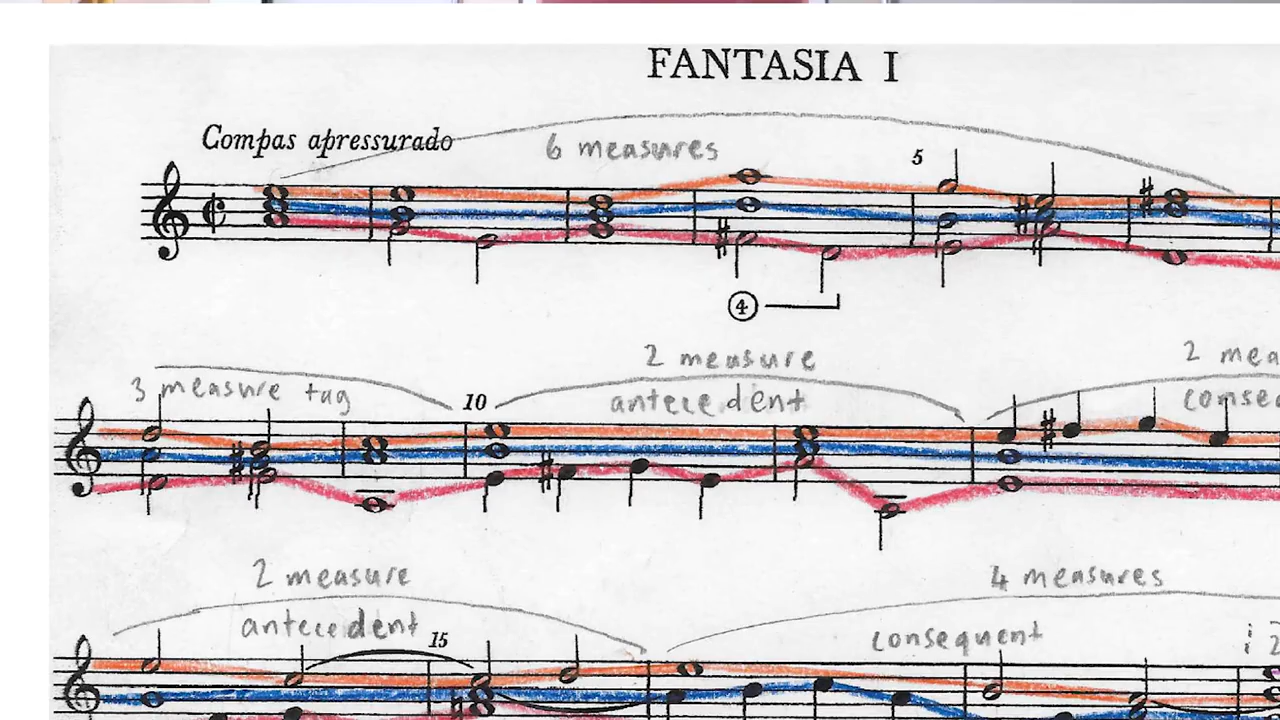 FANTASIA I
Compas apressurado
6 measures
5
4
2 measure
2
3 measure tag
10
antecedent
2 measure
4 measures
antecedent
15
consequent